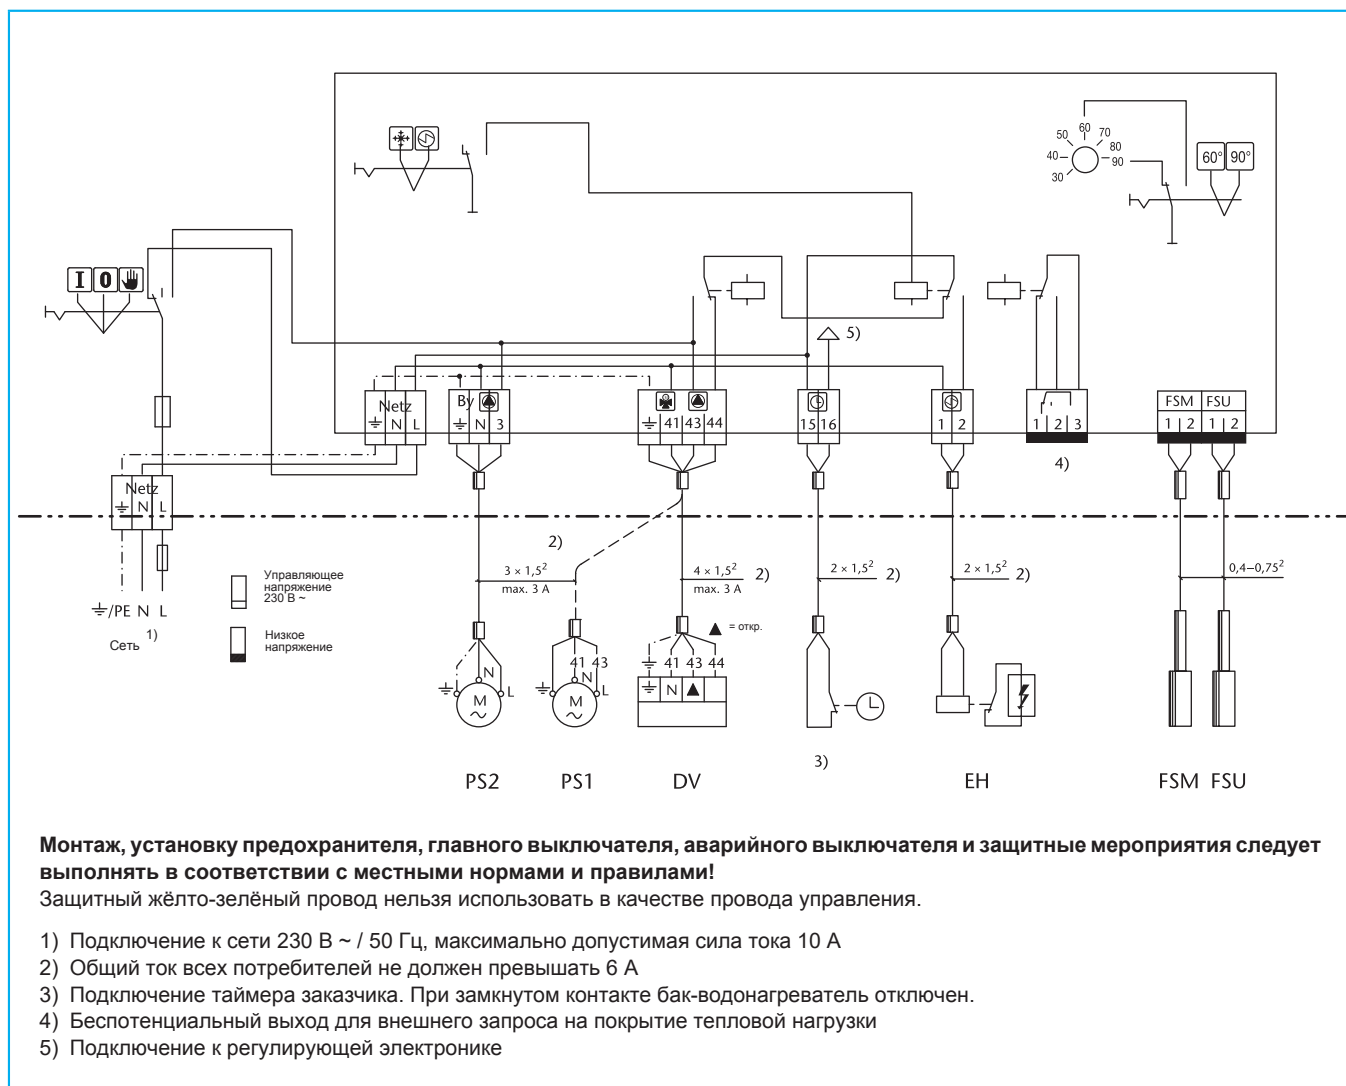 50 60 70
40 80
30 90
60° 90°
I 0
5)
Netz
N L
By
N 3
41 43 44
15 16
1 2
1 2 3
FSM FSU
1 2 1 2
4)
Netz
N L
2)
3 × 1,5²
max. 3 A
4 × 1,5²
max. 3 A
2)
2 × 1,5²
2)
2 × 1,5²
2)
0,4–0,75²
Управляющее
напряжение
230 В ~
/PE N L
Сеть 1)
Низкое
напряжение
= откр.
N
L
M
41 43
N
L
M
41 43 44
N
3)
PS2 PS1 DV EH FSM FSU
Монтаж, установку предохранителя, главного выключателя, аварийного выключателя и защитные мероприятия следует
выполнять в соответствии с местными нормами и правилами!
Защитный жёлто-зелёный провод нельзя использовать в качестве провода управления.
1) Подключение к сети 230 В ~ / 50 Гц, максимально допустимая сила тока 10 А
2) Общий ток всех потребителей не должен превышать 6 А
3) Подключение таймера заказчика. При замкнутом контакте бак-водонагреватель отключен.
4) Беспотенциальный выход для внешнего запроса на покрытие тепловой нагрузки
5) Подключение к регулирующей электронике